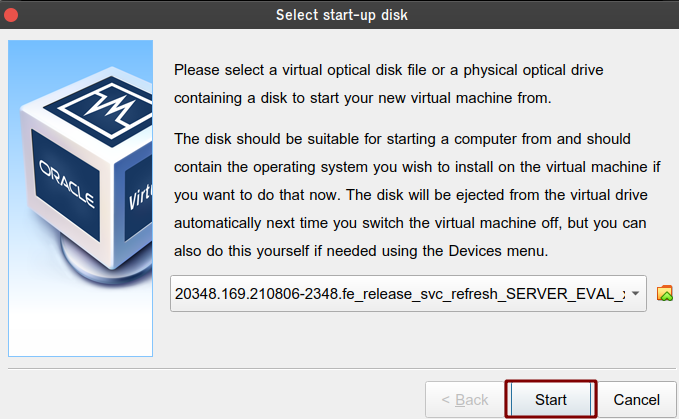 Select start-up disk
Please select a virtual optical disk file or a physical optical drive
containing a disk to start your new virtual machine from.
The disk should be suitable for starting a computer from and should
contain the operating system you wish to install on the virtual machine if
you want to do that now. The disk will be ejected from the virtual drive
automatically next time you switch the virtual machine off, but you can
also do this yourself if needed using the Devices menu.
ORACLE
Virtu
20348.169.210806-2348.fe_release_svc_refresh_SERVER_EVAL_x
< Back
Start
Cancel